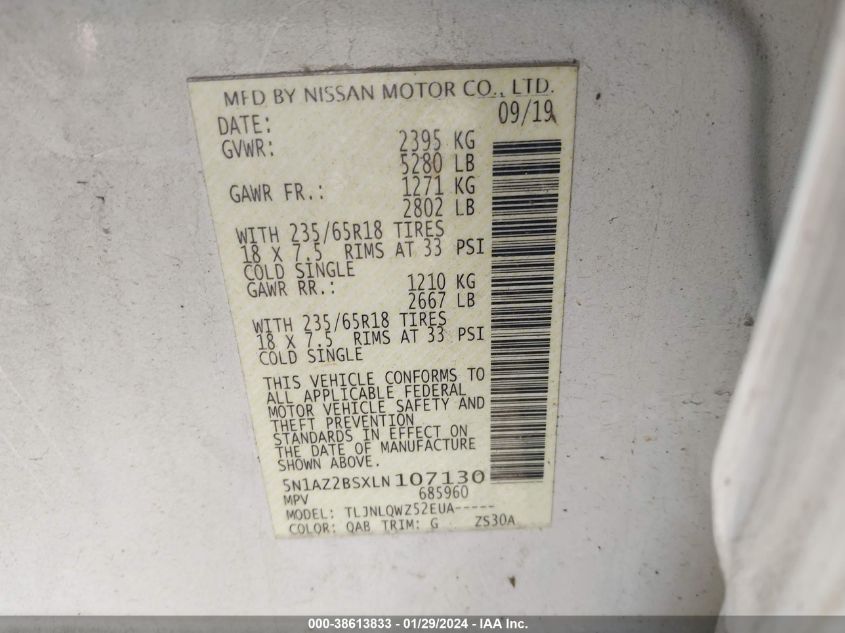 MFD BY NISSAN MOTOR CO., LTD.
DATE: 09/19
GVWR: 2395 KG
5280 LB
GAWR FR.: 1271 KG
2802 LB
WITH 235/65R18 TIRES
18 X 7.5 RIMS AT 33 PSI
COLD SINGLE
GAWR RR.: 1210 KG
2667 LB
WITH 235/65R18 TIRES
18 X 7.5 RIMS AT 33 PSI
COLD SINGLE
THIS VEHICLE CONFORMS TO
ALL APPLICABLE FEDERAL
MOTOR VEHICLE SAFETY AND
THEFT PREVENTION
STANDARDS IN EFFECT ON
THE DATE OF MANUFACTURE
SHOWN ABOVE.
5N1AZ2BSXLN107130
MPV 685960
MODEL: TLJNLQWZ52EUA-----
COLOR: QAB TRIM: G ZS30A
000-38613833 - 01/29/2024 - IAA Inc.